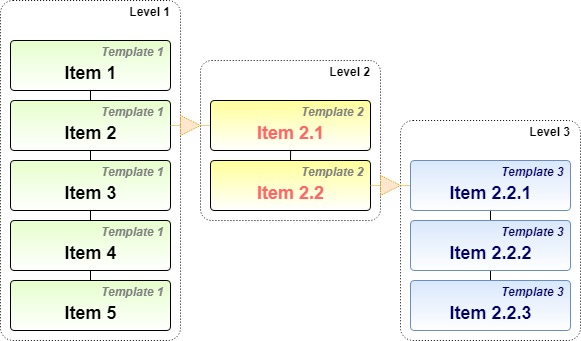 Level 1
Template 1
Item 1
Template 1
Item 2
Template 1
Item 3
Template 1
Item 4
Template 1
Item 5
Level 2
Template 2
Item 2.1
Template 2
Item 2.2
Level 3
Template 3
Item 2.2.1
Template 3
Item 2.2.2
Template 3
Item 2.2.3